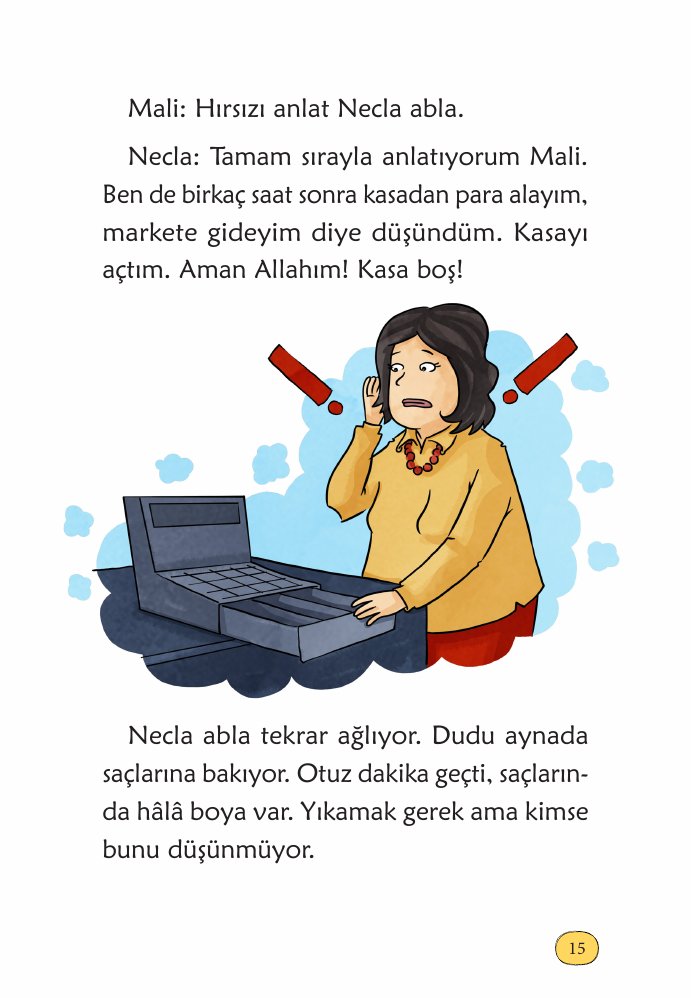 Mali: Hırsızı anlat Necla abla.
Necla: Tamam sırayla anlatıyorum Mali.
Ben de birkaç saat sonra kasadan para alayım,
markete gideyim diye düşündüm. Kasayı
açtım. Aman Allahım! Kasa boş!
Necla abla tekrar ağlıyor. Dudu aynada
saçlarına bakıyor. Otuz dakika geçti, saçların-
da hâlâ boya var. Yıkamak gerek ama kimse
bunu düşünmüyor.
15